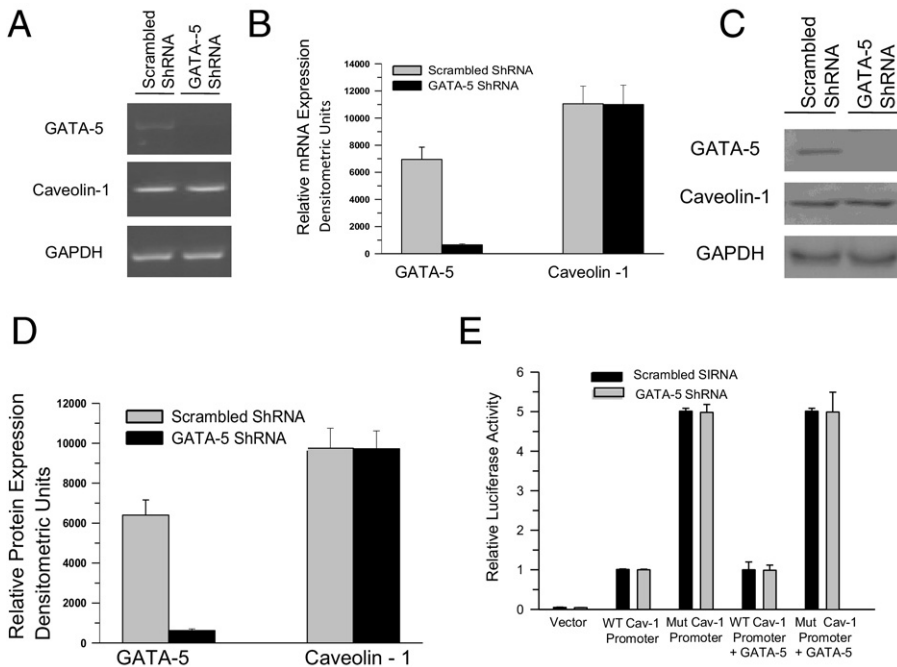 A
Scrambled
ShRNA
GATA--5
ShRNA
GATA-5
Caveolin-1
GAPDH
B
Relative mRNA Expression
Densitometric Units
14000
12000
10000
8000
6000
4000
2000
0
Scrambled ShRNA
GATA-5 ShRNA
GATA-5
Caveolin -1
C
Scrambled
ShRNA
GATA-5
ShRNA
GATA-5
Caveolin-1
GAPDH
D
Relative Protein Expression
Densitometric Units
12000
10000
8000
6000
4000
2000
0
Scrambled ShRNA
GATA-5 ShRNA
GATA-5
Caveolin - 1
E
Relative Luciferase Activity
6
5
4
3
2
1
0
Scrambled SIRNA
GATA-5 ShRNA
Vector
WT Cav-1
Promoter
Mut Cav-1
Promoter
WT Cav-1
Promoter
+ GATA-5
Mut Cav-1
Promoter
+ GATA-5